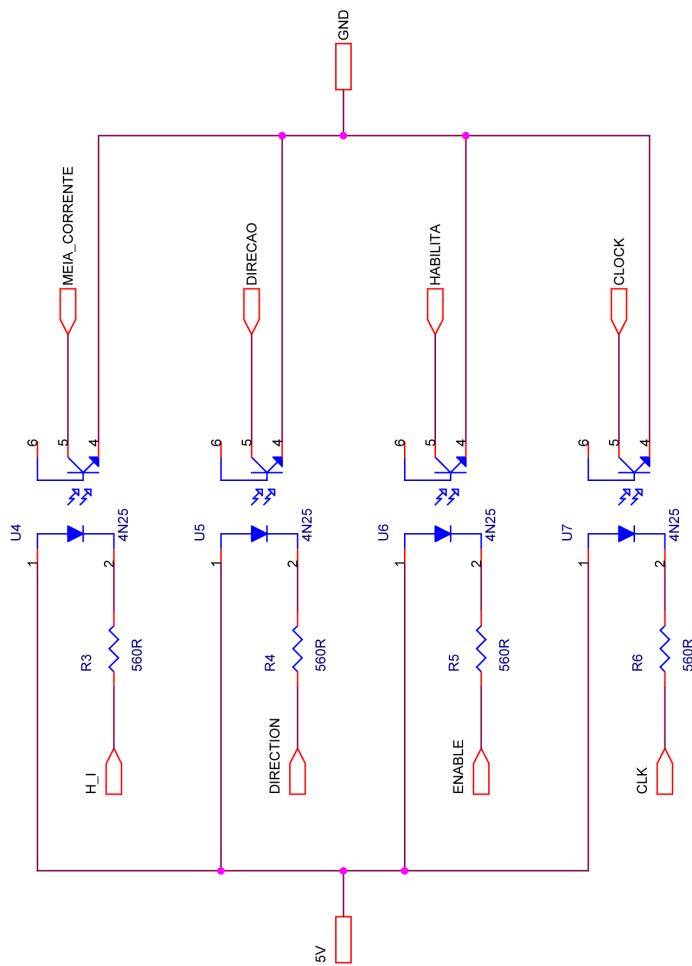 GND
MEIA_CORRENTE
DIRECAO
HABILITA
CLOCK
6
5
4
6
5
4
6
5
4
6
5
4
U4
4N25
1
2
U5
4N25
1
2
U6
4N25
1
2
U7
4N25
1
2
R3
560R
R4
560R
R5
560R
R6
560R
H_I
DIRECTION
ENABLE
CLK
5V